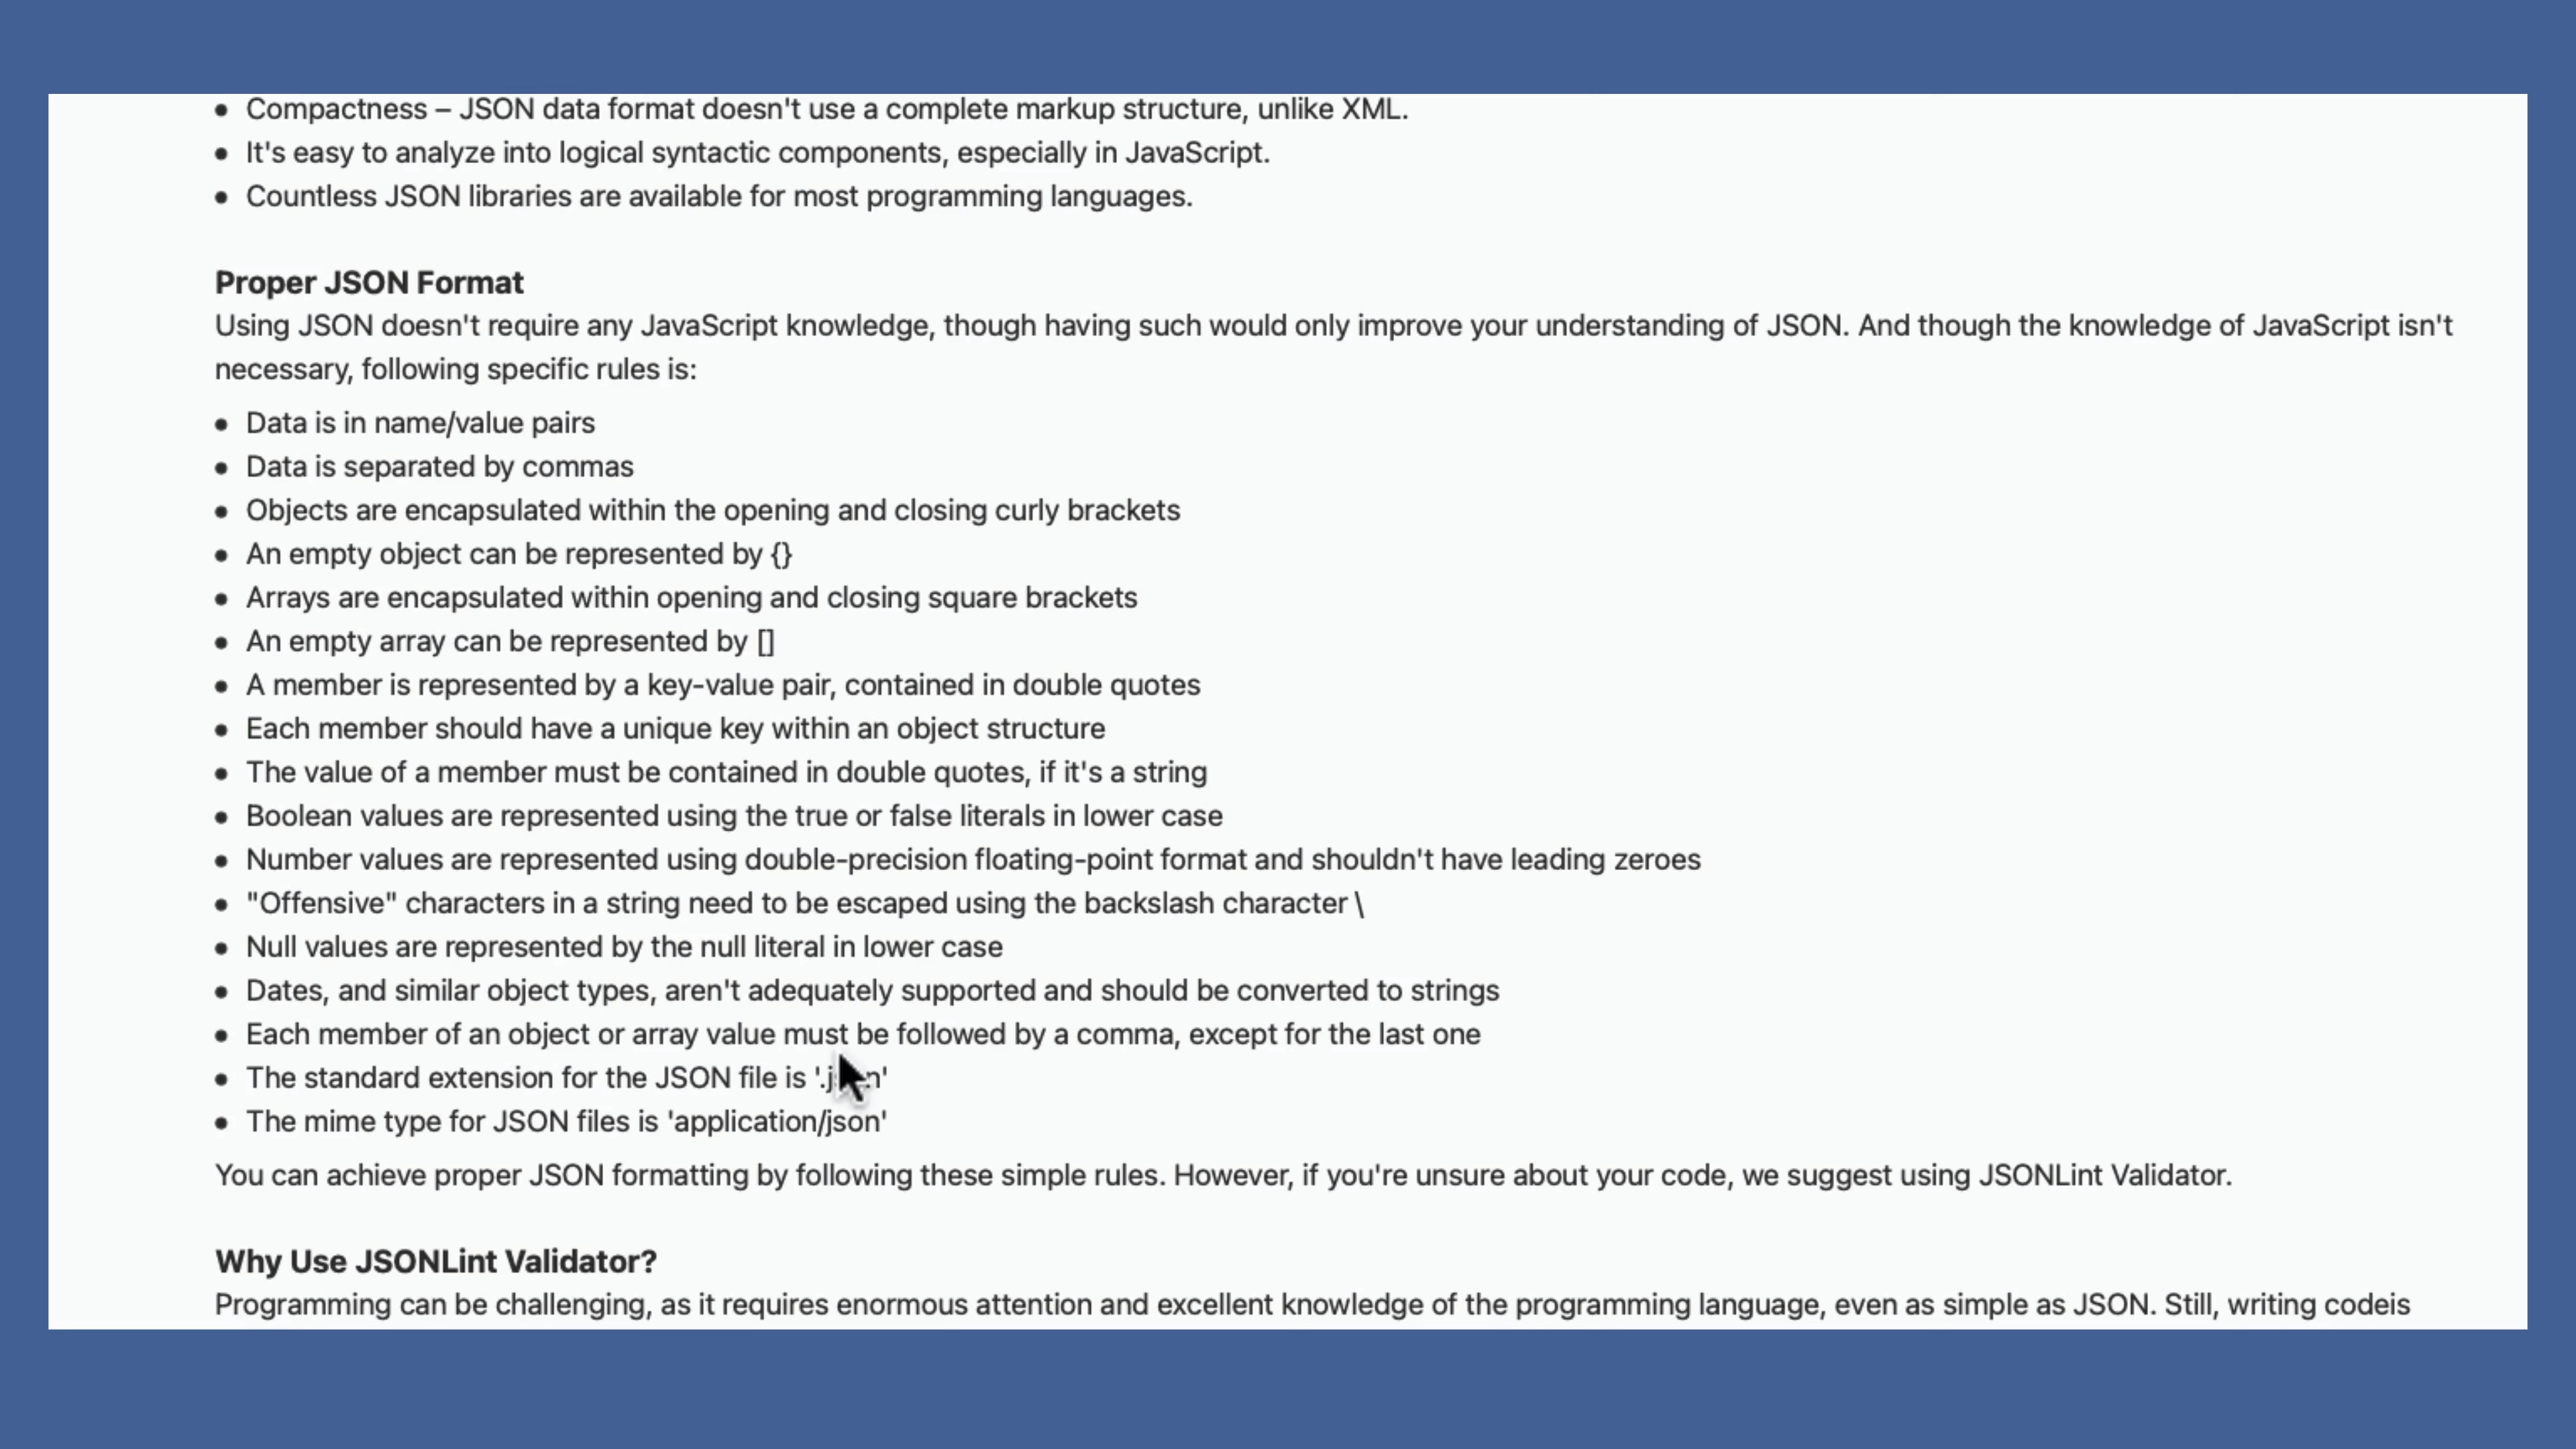 • Compactness – JSON data format doesn't use a complete markup structure, unlike XML.
• It's easy to analyze into logical syntactic components, especially in JavaScript.
• Countless JSON libraries are available for most programming languages.
Proper JSON Format
Using JSON doesn't require any JavaScript knowledge, though having such would only improve your understanding of JSON. And though the knowledge of JavaScript isn't
necessary, following specific rules is:
• Data is in name/value pairs
• Data is separated by commas
• Objects are encapsulated within the opening and closing curly brackets
• An empty object can be represented by {}
• Arrays are encapsulated within opening and closing square brackets
• An empty array can be represented by []
• A member is represented by a key-value pair, contained in double quotes
• Each member should have a unique key within an object structure
• The value of a member must be contained in double quotes, if it's a string
• Boolean values are represented using the true or false literals in lower case
• Number values are represented using double-precision floating-point format and shouldn't have leading zeroes
• "Offensive" characters in a string need to be escaped using the backslash character \
• Null values are represented by the null literal in lower case
• Dates, and similar object types, aren't adequately supported and should be converted to strings
• Each member of an object or array value must be followed by a comma, except for the last one
• The standard extension for the JSON file is '.json'
• The mime type for JSON files is 'application/json'
You can achieve proper JSON formatting by following these simple rules. However, if you're unsure about your code, we suggest using JSONLint Validator.
Why Use JSONLint Validator?
Programming can be challenging, as it requires enormous attention and excellent knowledge of the programming language, even as simple as JSON. Still, writing codeis